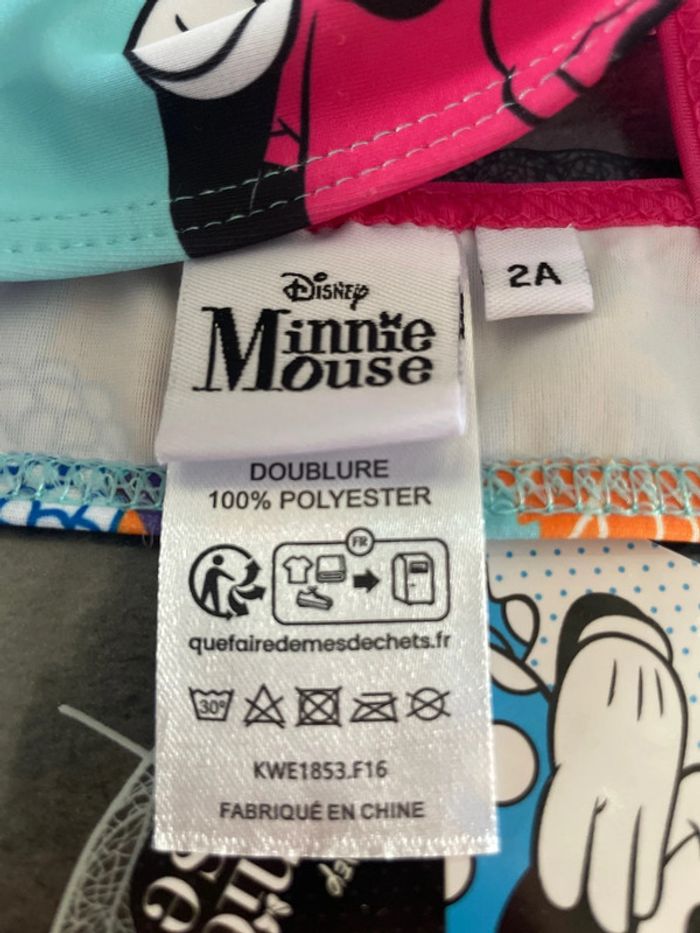 Disney
Minnie
Mouse
2A
DOUBLURE
100% POLYESTER
FR
quefairedemesdechets.fr
30°
KWE1853.F16
FABRIQUÉ EN CHINE